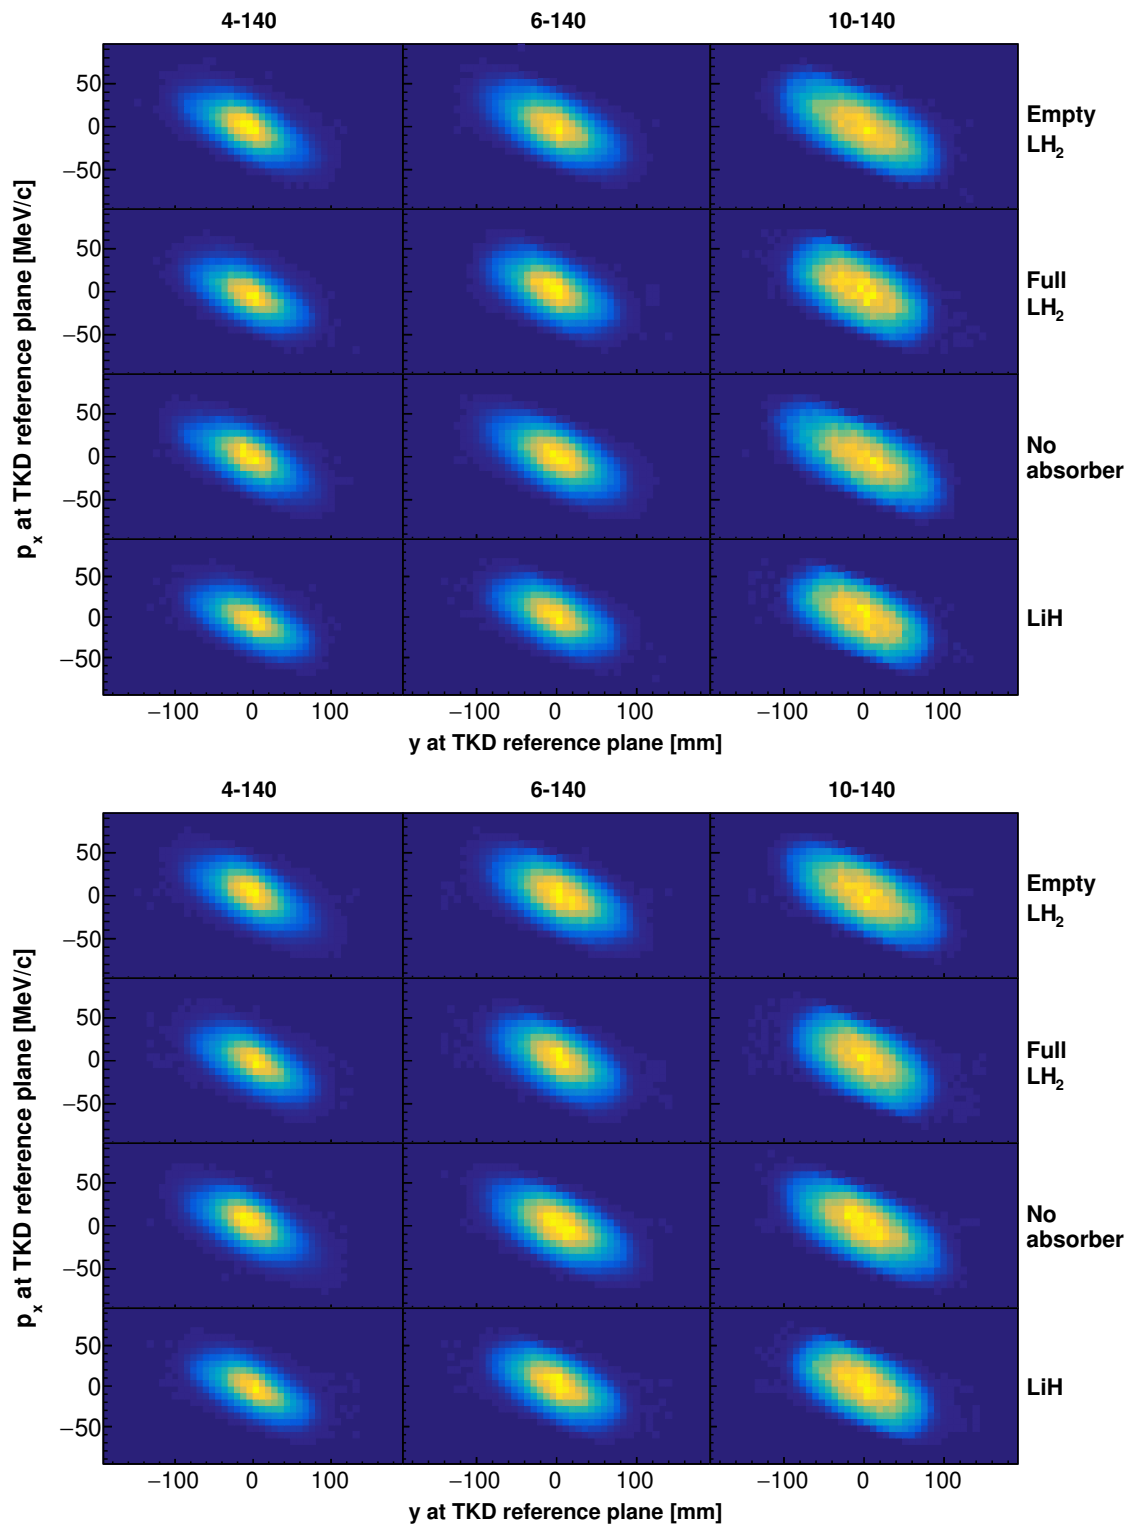 4-140 6-140 10-140
50
0
−50
Empty
LH₂
50
0
−50
Full
LH₂
50
0
−50
No
absorber
50
0
−50
LiH
pₓ at TKD reference plane [MeV/c]
−100 0 100 −100 0 100 −100 0 100
y at TKD reference plane [mm]
4-140 6-140 10-140
50
0
−50
Empty
LH₂
50
0
−50
Full
LH₂
50
0
−50
No
absorber
50
0
−50
LiH
pₓ at TKD reference plane [MeV/c]
−100 0 100 −100 0 100 −100 0 100
y at TKD reference plane [mm]